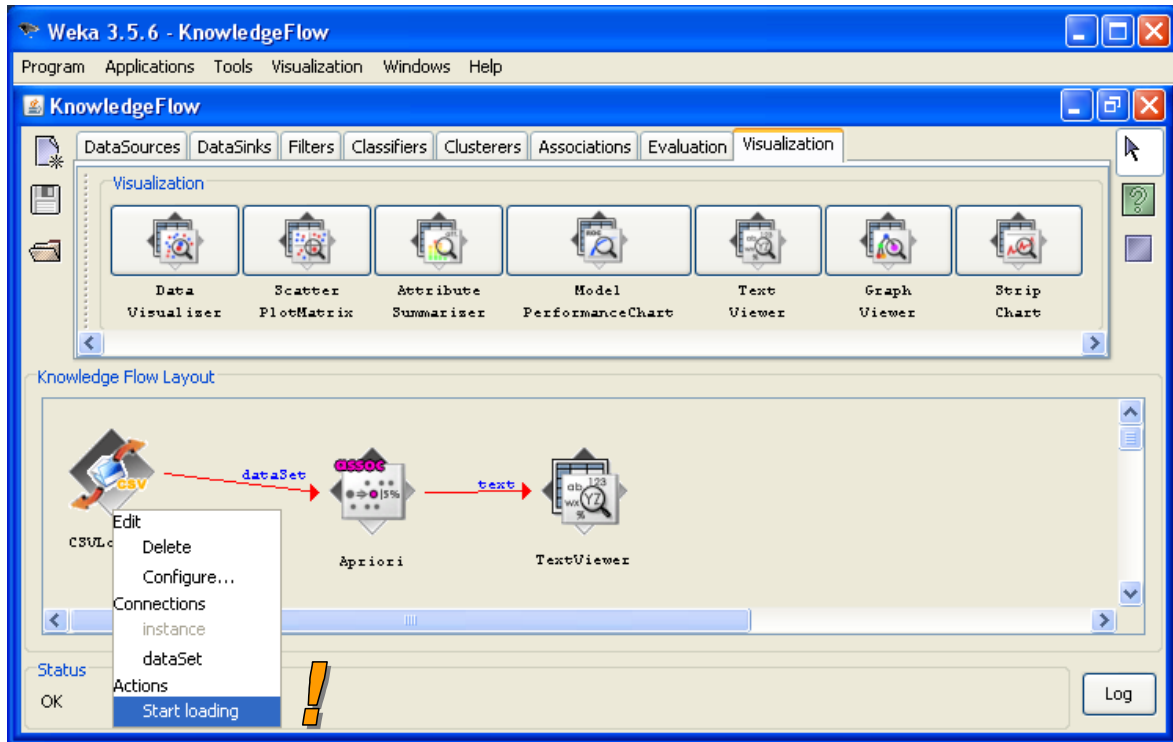 Weka 3.5.6 - KnowledgeFlow
Program Applications Tools Visualization Windows Help
KnowledgeFlow
DataSources DataSinks Filters Classifiers Clusterers Associations Evaluation Visualization
Visualization
Data Visualizer
Scatter PlotMatrix
Attribute Summarizer
Model PerformanceChart
Text Viewer
Graph Viewer
Strip Chart
Knowledge Flow Layout
CSV
dataSet
assoc
5%
text
ab 123
wx YZ
%
Apriori
TextViewer
Edit
Delete
Configure...
Connections
instance
dataSet
Actions
Start loading
!
Status
OK
Log